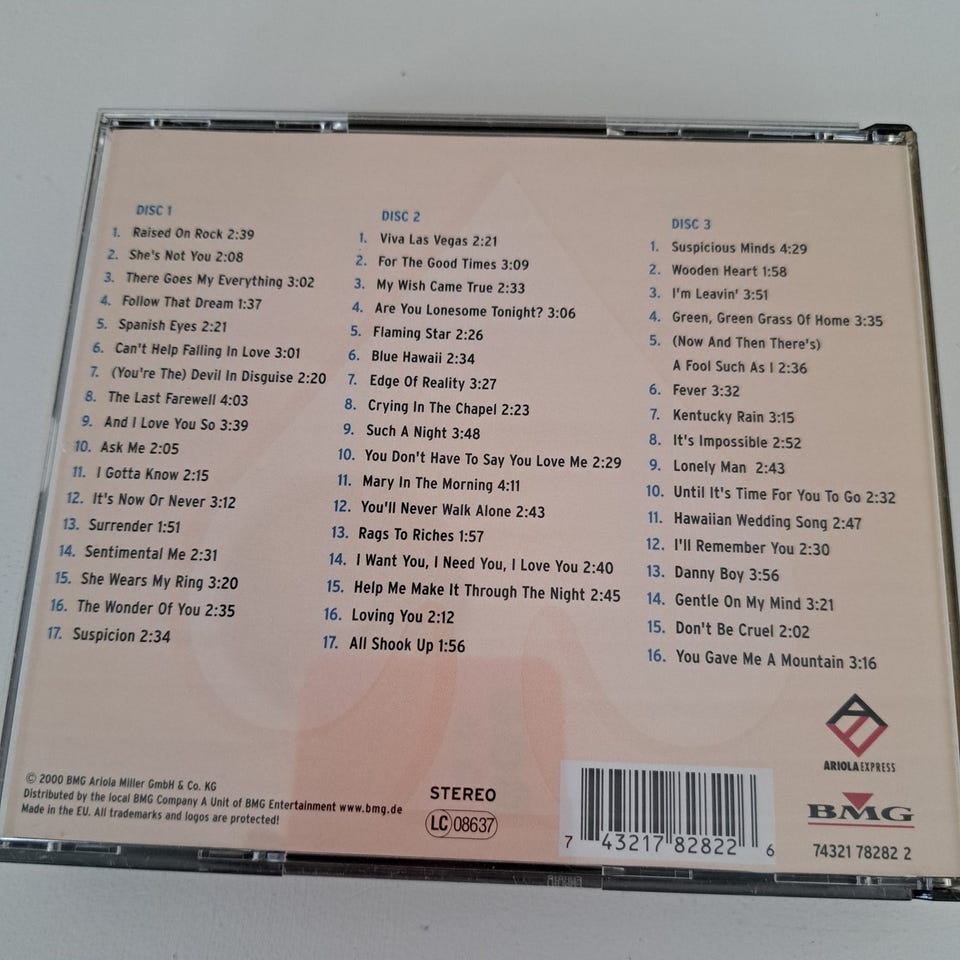 DISC 1
1. Raised On Rock 2:39
2. She's Not You 2:08
3. There Goes My Everything 3:02
4. Follow That Dream 1:37
5. Spanish Eyes 2:21
6. Can't Help Falling In Love 3:01
7. (You're The) Devil In Disguise 2:20
8. The Last Farewell 4:03
9. And I Love You So 3:39
10. Ask Me 2:05
11. I Gotta Know 2:15
12. It's Now Or Never 3:12
13. Surrender 1:51
14. Sentimental Me 2:31
15. She Wears My Ring 3:20
16. The Wonder Of You 2:35
17. Suspicion 2:34
DISC 2
1. Viva Las Vegas 2:21
2. For The Good Times 3:09
3. My Wish Came True 2:33
4. Are You Lonesome Tonight? 3:06
5. Flaming Star 2:26
6. Blue Hawaii 2:34
7. Edge Of Reality 3:27
8. Crying In The Chapel 2:23
9. Such A Night 3:48
10. You Don't Have To Say You Love Me 2:29
11. Mary In The Morning 4:11
12. You'll Never Walk Alone 2:43
13. Rags To Riches 1:57
14. I Want You, I Need You, I Love You 2:40
15. Help Me Make It Through The Night 2:45
16. Loving You 2:12
17. All Shook Up 1:56
DISC 3
1. Suspicious Minds 4:29
2. Wooden Heart 1:58
3. I'm Leavin' 3:51
4. Green, Green Grass Of Home 3:35
5. (Now And Then There's)
A Fool Such As I 2:36
6. Fever 3:32
7. Kentucky Rain 3:15
8. It's Impossible 2:52
9. Lonely Man 2:43
10. Until It's Time For You To Go 2:32
11. Hawaiian Wedding Song 2:47
12. I'll Remember You 2:30
13. Danny Boy 3:56
14. Gentle On My Mind 3:21
15. Don't Be Cruel 2:02
16. You Gave Me A Mountain 3:16
© 2000 BMG Ariola Miller GmbH & Co. KG
Distributed by the local BMG Company A Unit of BMG Entertainment www.bmg.de
Made in the EU. All trademarks and logos are protected!
STEREO
LC 08637
7 43217 82822 6
ARIOLA EXPRESS
BMG
74321 78282 2